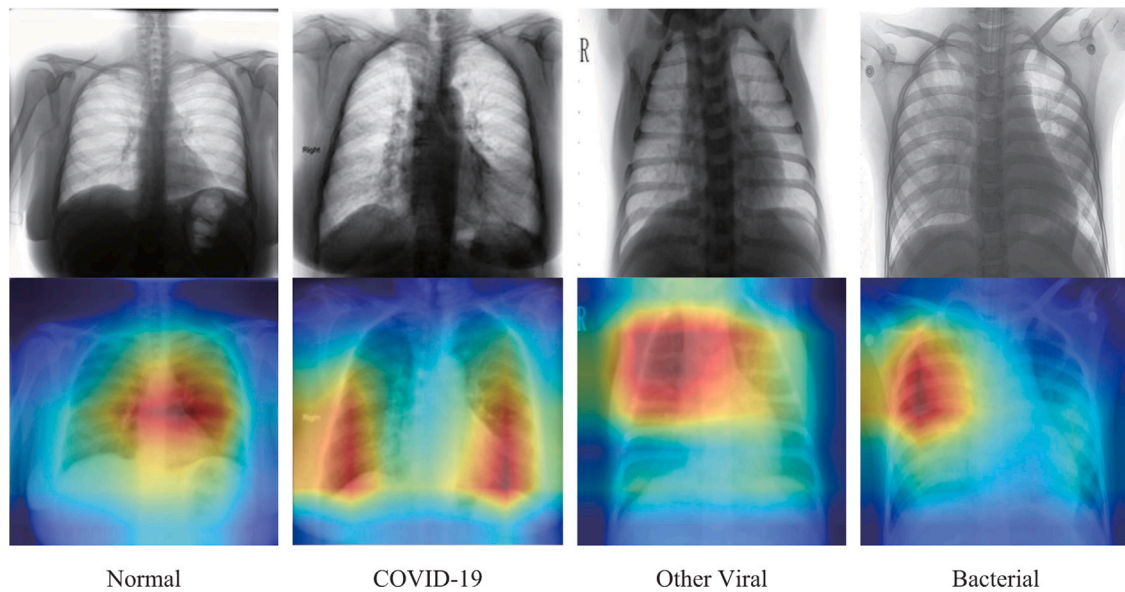 R
Right
R
Right
Normal
COVID-19
Other Viral
Bacterial